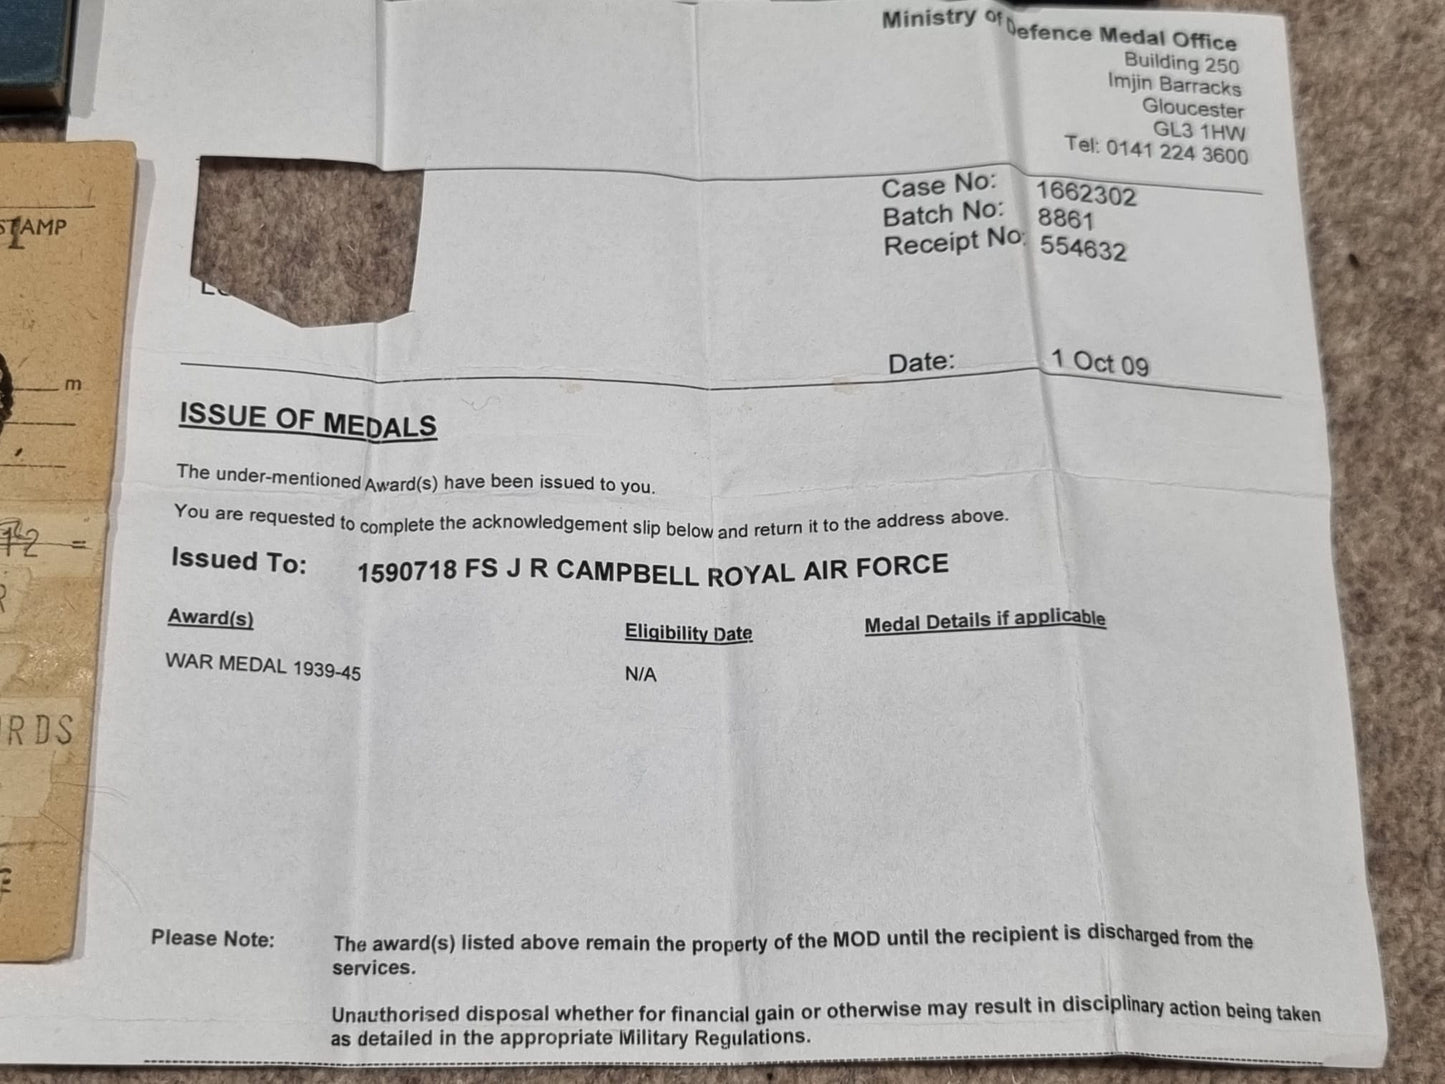 Ministry of Defence Medal Office
Building 250
Imjin Barracks
Gloucester
GL3 1HW
Tel: 0141 224 3600
Case No: 1662302
Batch No: 8861
Receipt No: 554632
Date: 1 Oct 09
ISSUE OF MEDALS
The under-mentioned Award(s) have been issued to you.
You are requested to complete the acknowledgement slip below and return it to the address above.
Issued To: 1590718 FS J R CAMPBELL ROYAL AIR FORCE
Award(s) Eligibility Date Medal Details if applicable
WAR MEDAL 1939-45 N/A
Please Note: The award(s) listed above remain the property of the MOD until the recipient is discharged from the
services.
Unauthorised disposal whether for financial gain or otherwise may result in disciplinary action being taken
as detailed in the appropriate Military Regulations.
STAMP
m
RDS